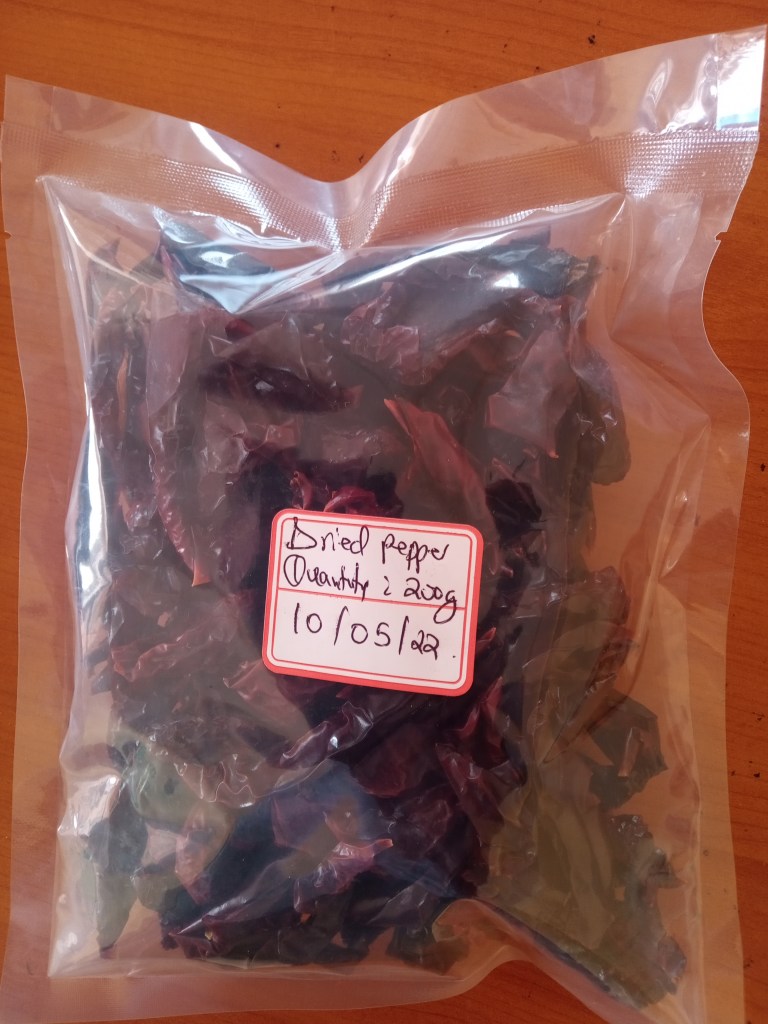 Dried pepper
Quantity : 200g
10/05/22.